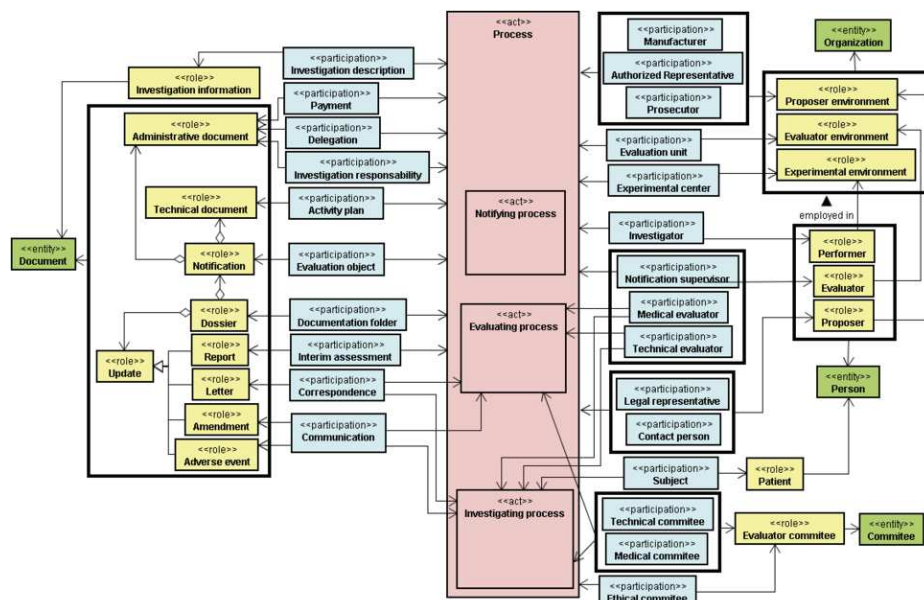 <<act>>
Process
<<participation>>
Investigation description
<<role>>
Investigation information
<<participation>>
Payment
<<role>>
Administrative document
<<participation>>
Delegation
<<participation>>
Investigation responsability
<<role>>
Technical document
<<participation>>
Activity plan
<<entity>>
Document
<<role>>
Notification
<<participation>>
Evaluation object
<<role>>
Dossier
<<participation>>
Documentation folder
<<role>>
Update
<<role>>
Report
<<participation>>
Interim assessment
<<role>>
Letter
<<participation>>
Correspondence
<<role>>
Amendment
<<participation>>
Communication
<<role>>
Adverse event
<<act>>
Notifying process
<<act>>
Evaluating process
<<act>>
Investigating process
<<participation>>
Manufacturer
<<participation>>
Authorized Representative
<<participation>>
Prosecutor
<<participation>>
Evaluation unit
<<participation>>
Experimental center
<<participation>>
Investigator
<<participation>>
Notification supervisor
<<participation>>
Medical evaluator
<<participation>>
Technical evaluator
<<participation>>
Legal representative
<<participation>>
Contact person
<<participation>>
Subject
<<participation>>
Technical commitee
<<participation>>
Medical commitee
<<participation>>
Ethical commitee
<<entity>>
Organization
<<role>>
Proposer environment
<<role>>
Evaluator environment
<<role>>
Experimental environment
employed in
<<role>>
Performer
<<role>>
Evaluator
<<role>>
Proposer
<<entity>>
Person
<<role>>
Patient
<<role>>
Evaluator commitee
<<entity>>
Commitee